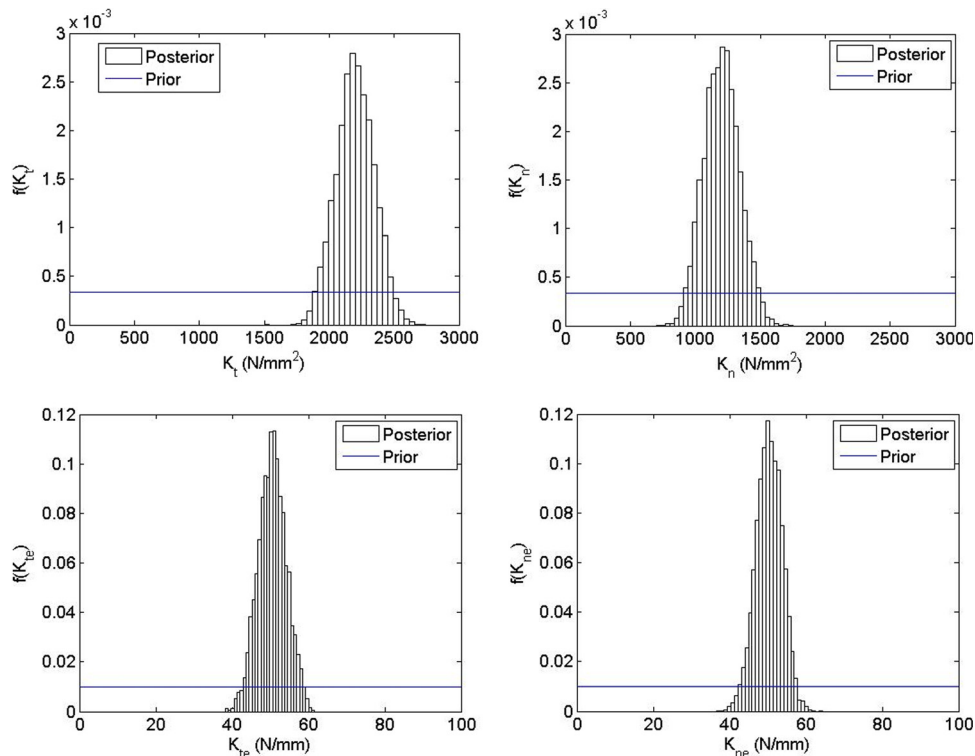 x 10⁻³
3
2.5
2
1.5
1
0.5
0
f(K_t)
Posterior
Prior
0 500 1000 1500 2000 2500 3000
K_t (N/mm²)
x 10⁻³
3
2.5
2
1.5
1
0.5
0
f(K_n)
Posterior
Prior
0 500 1000 1500 2000 2500 3000
K_n (N/mm²)
0.12
0.1
0.08
0.06
0.04
0.02
0
f(K_te)
Posterior
Prior
0 20 40 60 80 100
K_te (N/mm)
0.12
0.1
0.08
0.06
0.04
0.02
0
f(K_ne)
Posterior
Prior
0 20 40 60 80 100
K_ne (N/mm)